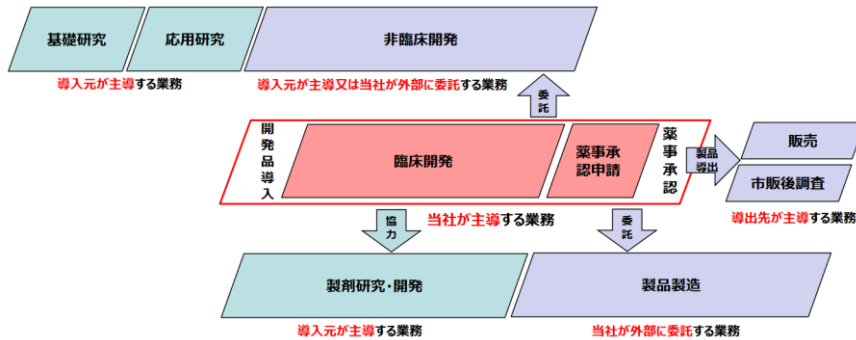 基礎研究
応用研究
非臨床開発
導入元が主導する業務
導入元が主導又は当社が外部に委託する業務
委託
開発品導入
臨床開発
薬事承認申請
薬事承認
製品導出
販売
市販後調査
導出先が主導する業務
協力
当社が主導する業務
委託
製剤研究・開発
製品製造
導入元が主導する業務
当社が外部に委託する業務